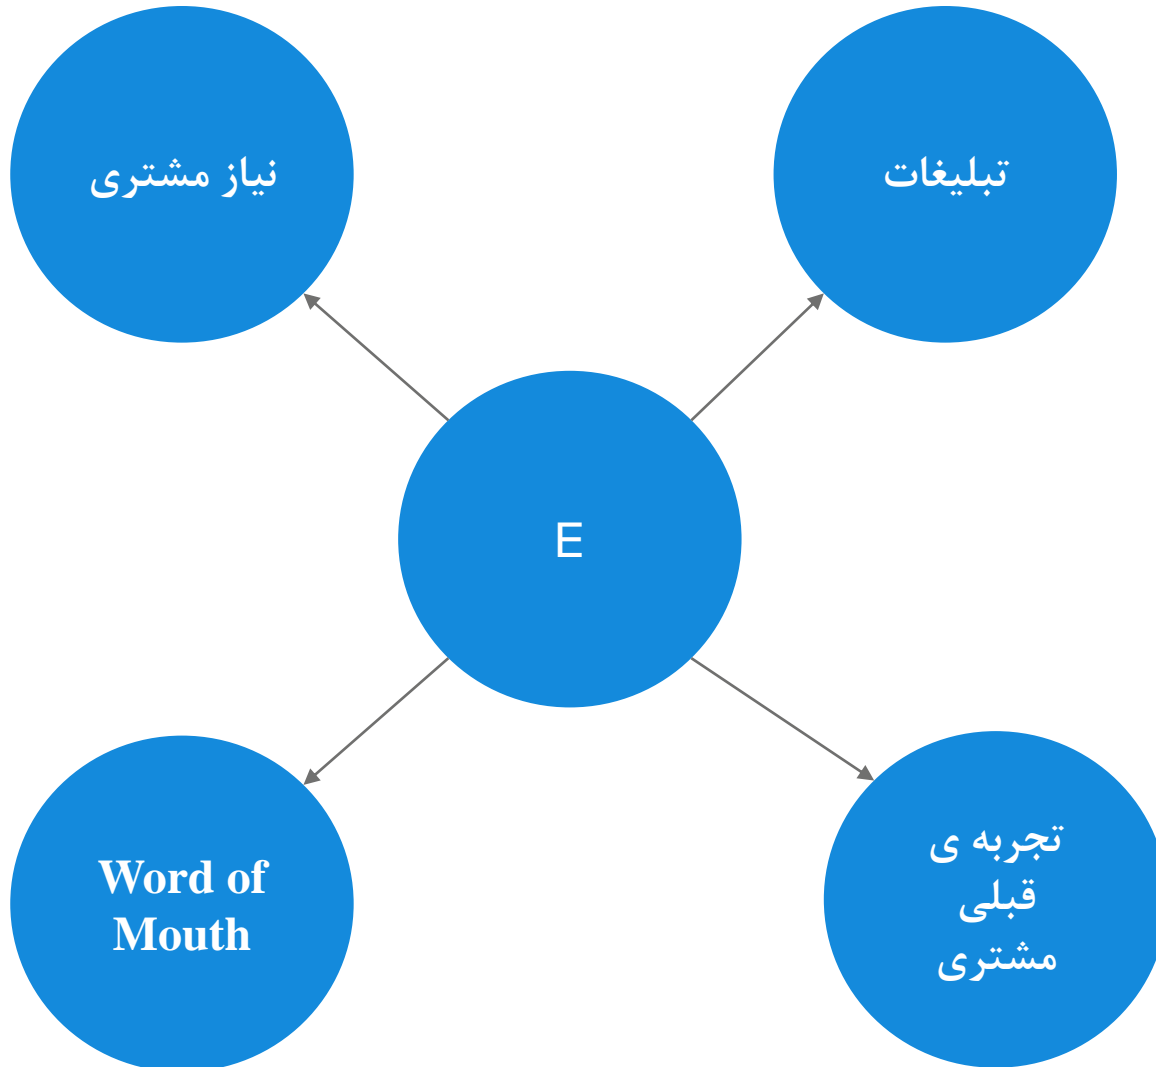 نیاز مشتری
تبلیغات
E
Word of
Mouth
تجربه ی
قبلی
مشتری